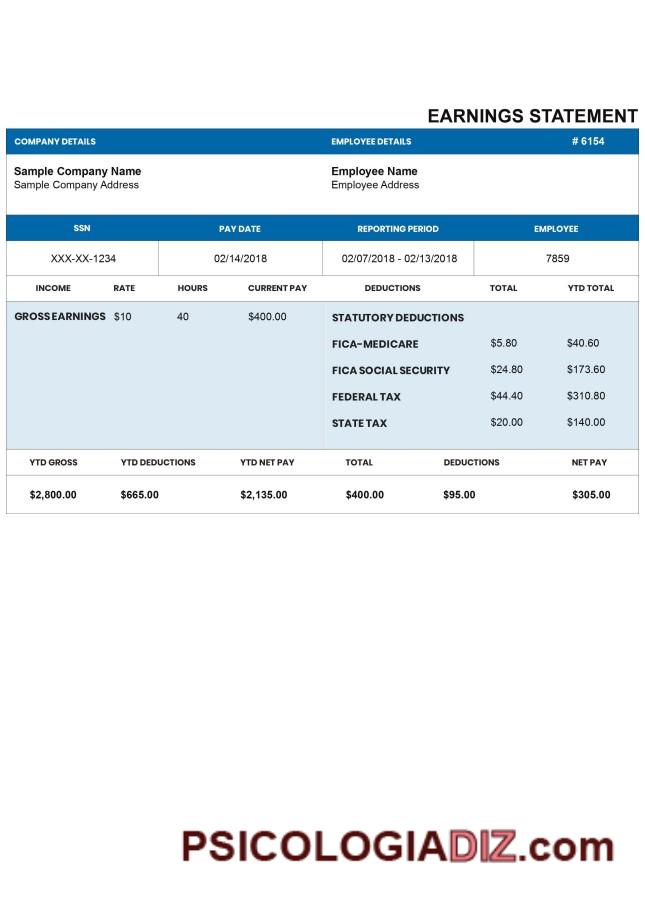 EARNINGS STATEMENT
COMPANY DETAILS EMPLOYEE DETAILS # 6154
Sample Company Name Employee Name
Sample Company Address Employee Address
SSN PAY DATE REPORTING PERIOD EMPLOYEE
XXX-XX-1234 02/14/2018 02/07/2018 - 02/13/2018 7859
INCOME RATE HOURS CURRENT PAY DEDUCTIONS TOTAL YTD TOTAL
GROSS EARNINGS $10 40 $400.00 STATUTORY DEDUCTIONS
FICA-MEDICARE $5.80 $40.60
FICA SOCIAL SECURITY $24.80 $173.60
FEDERAL TAX $44.40 $310.80
STATE TAX $20.00 $140.00
YTD GROSS YTD DEDUCTIONS YTD NET PAY TOTAL DEDUCTIONS NET PAY
$2,800.00 $665.00 $2,135.00 $400.00 $95.00 $305.00
PSICOLOGIADIZ.com